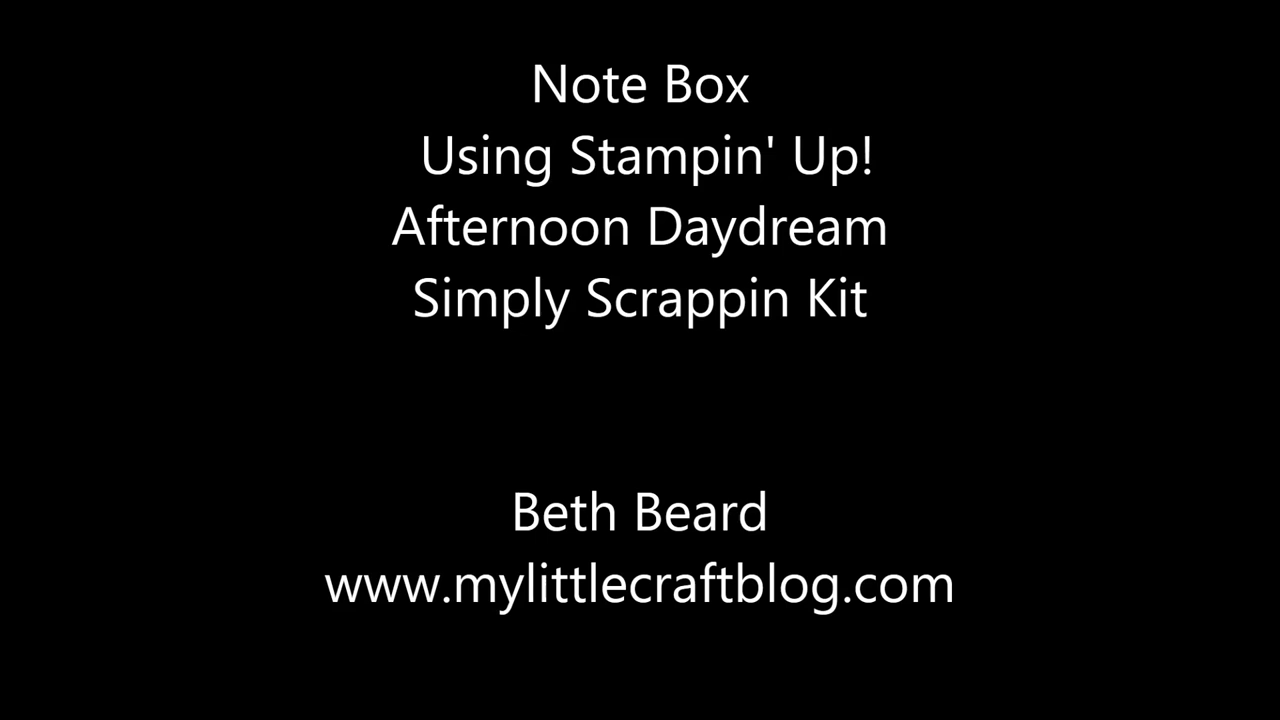 Note Box
Using Stampin' Up!
Afternoon Daydream
Simply Scrappin Kit
Beth Beard
www.mylittlecraftblog.com